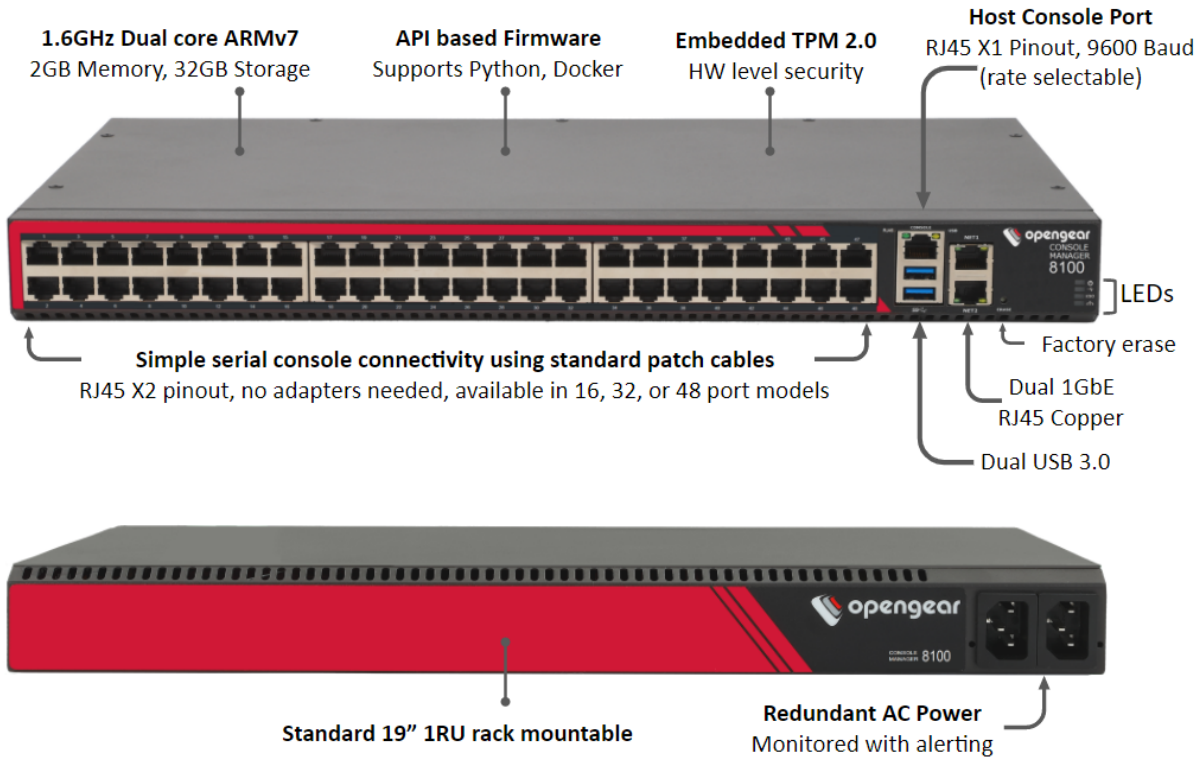 1.6GHz Dual core ARMv7
2GB Memory, 32GB Storage
API based Firmware
Supports Python, Docker
Embedded TPM 2.0
HW level security
Host Console Port
RJ45 X1 Pinout, 9600 Baud
(rate selectable)
CONSOLE
NET1
opengear
CONSOLE
MANAGER
8100
NET2
LEDs
Factory erase
Simple serial console connectivity using standard patch cables
RJ45 X2 pinout, no adapters needed, available in 16, 32, or 48 port models
Dual 1GbE
RJ45 Copper
Dual USB 3.0
opengear
CONSOLE
MANAGER 8100
Standard 19” 1RU rack mountable
Redundant AC Power
Monitored with alerting